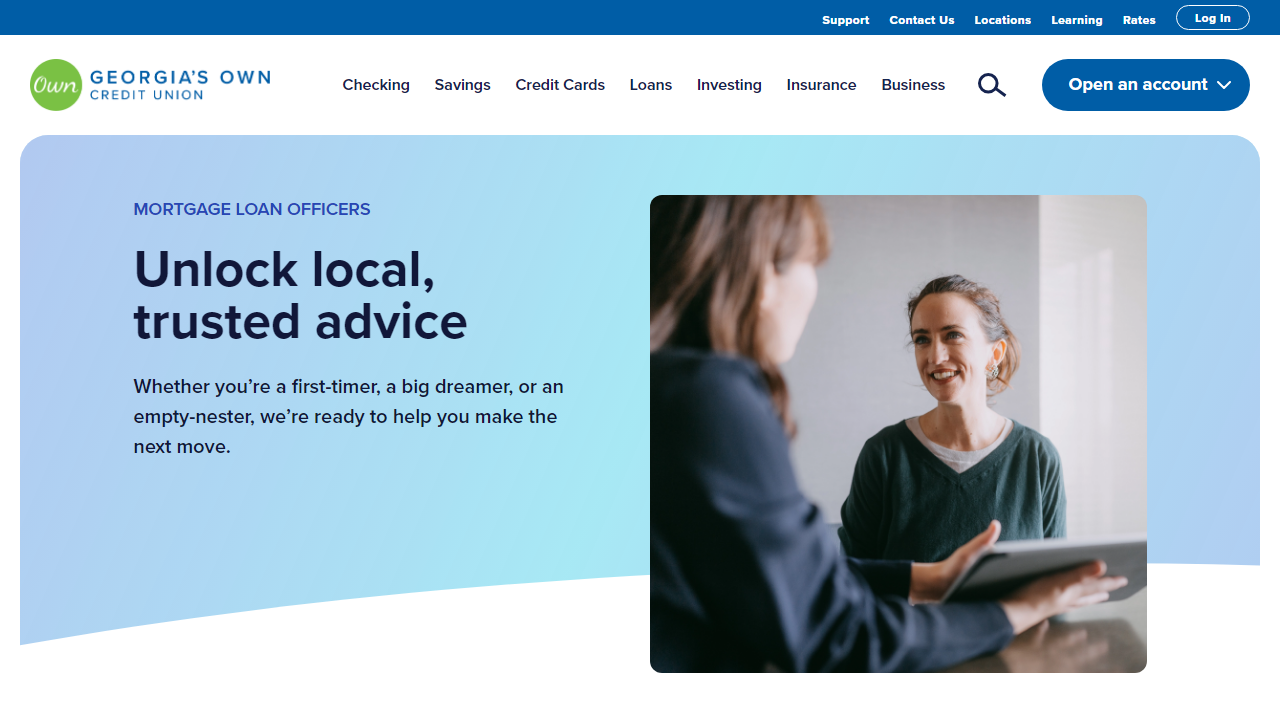 Support Contact Us Locations Learning Rates Log In
Own GEORGIA'S OWN
CREDIT UNION
Checking Savings Credit Cards Loans Investing Insurance Business Open an account
MORTGAGE LOAN OFFICERS
Unlock local,
trusted advice
Whether you’re a first-timer, a big dreamer, or an
empty-nester, we’re ready to help you make the
next move.